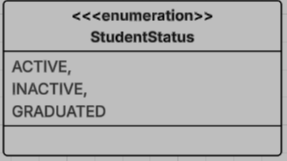 <<<enumeration>>
StudentStatus
ACTIVE,
INACTIVE,
GRADUATED